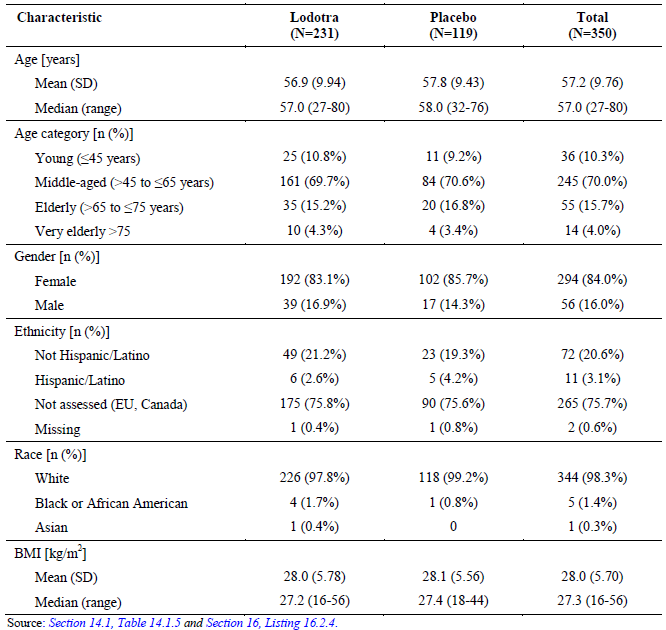 Characteristic Lodotra Placebo Total
(N=231) (N=119) (N=350)
Age [years]
Mean (SD) 56.9 (9.94) 57.8 (9.43) 57.2 (9.76)
Median (range) 57.0 (27-80) 58.0 (32-76) 57.0 (27-80)
Age category [n (%)]
Young (≤45 years) 25 (10.8%) 11 (9.2%) 36 (10.3%)
Middle-aged (>45 to ≤65 years) 161 (69.7%) 84 (70.6%) 245 (70.0%)
Elderly (>65 to ≤75 years) 35 (15.2%) 20 (16.8%) 55 (15.7%)
Very elderly >75 10 (4.3%) 4 (3.4%) 14 (4.0%)
Gender [n (%)]
Female 192 (83.1%) 102 (85.7%) 294 (84.0%)
Male 39 (16.9%) 17 (14.3%) 56 (16.0%)
Ethnicity [n (%)]
Not Hispanic/Latino 49 (21.2%) 23 (19.3%) 72 (20.6%)
Hispanic/Latino 6 (2.6%) 5 (4.2%) 11 (3.1%)
Not assessed (EU, Canada) 175 (75.8%) 90 (75.6%) 265 (75.7%)
Missing 1 (0.4%) 1 (0.8%) 2 (0.6%)
Race [n (%)]
White 226 (97.8%) 118 (99.2%) 344 (98.3%)
Black or African American 4 (1.7%) 1 (0.8%) 5 (1.4%)
Asian 1 (0.4%) 0 1 (0.3%)
BMI [kg/m²]
Mean (SD) 28.0 (5.78) 28.1 (5.56) 28.0 (5.70)
Median (range) 27.2 (16-56) 27.4 (18-44) 27.3 (16-56)
Source: Section 14.1, Table 14.1.5 and Section 16, Listing 16.2.4.